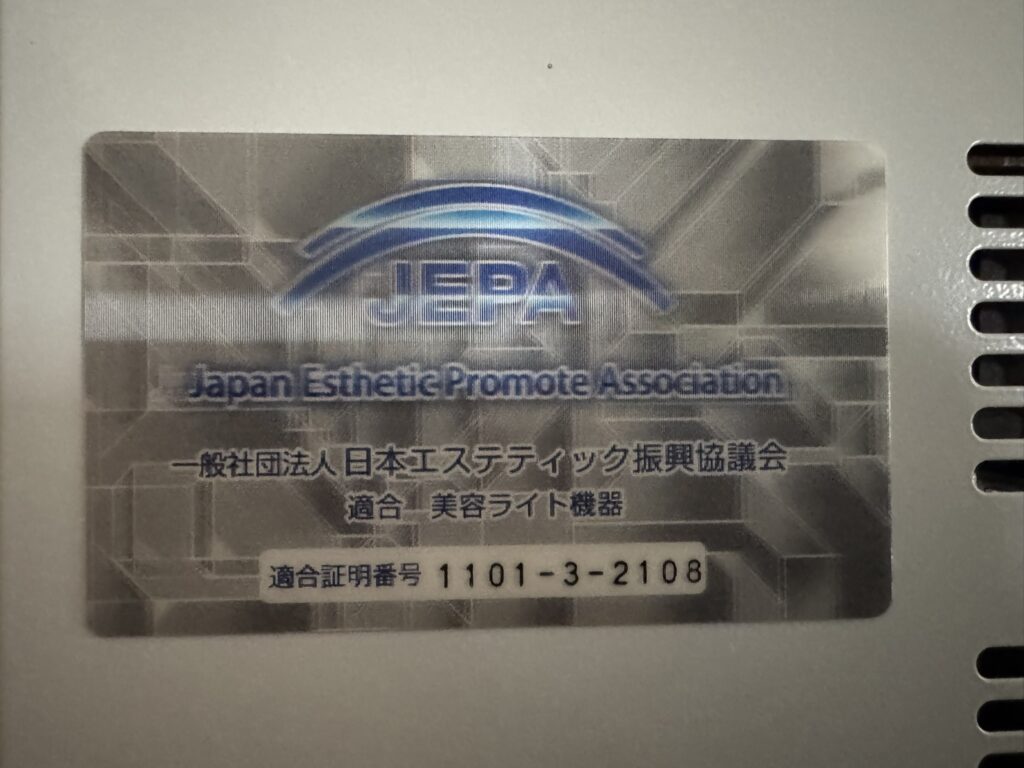 JEPA
Japan Esthetic Promote Association
一般社団法人 日本エステティック振興協議会
適合 美容ライト機器
適合証明番号 1101-3-2108